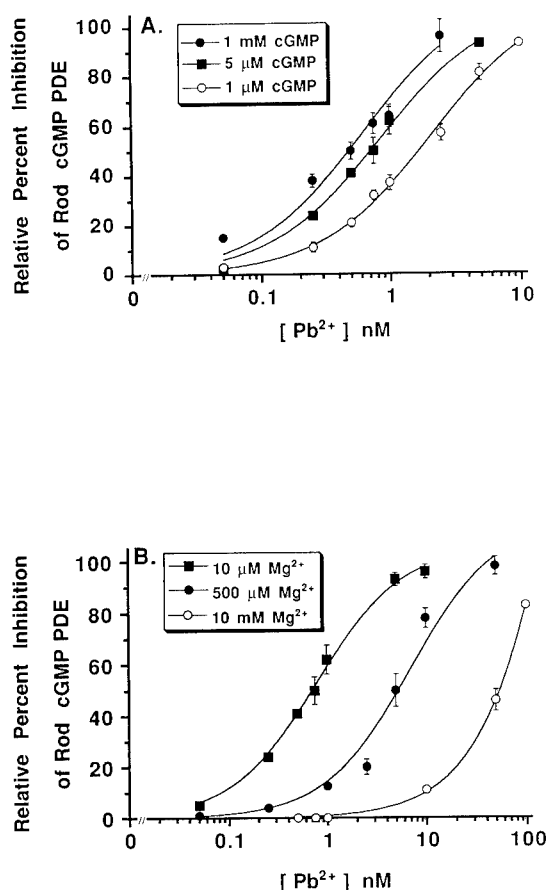 A.
1 mM cGMP
5 μM cGMP
1 μM cGMP
Relative Percent Inhibition
of Rod cGMP PDE
100
80
60
40
20
0
0
0.1
1
10
[ Pb²⁺ ] nM
B.
10 μM Mg²⁺
500 μM Mg²⁺
10 mM Mg²⁺
Relative Percent Inhibition
of Rod cGMP PDE
100
80
60
40
20
0
0
0.1
1
10
100
[ Pb²⁺ ] nM